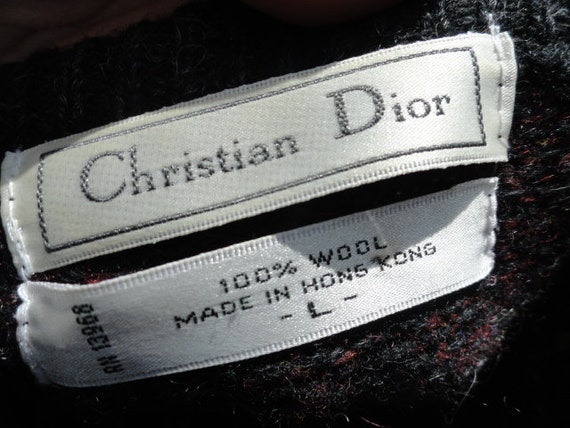 Christian Dior
100% WOOL
MADE IN HONG KONG
- L -
RN 13968